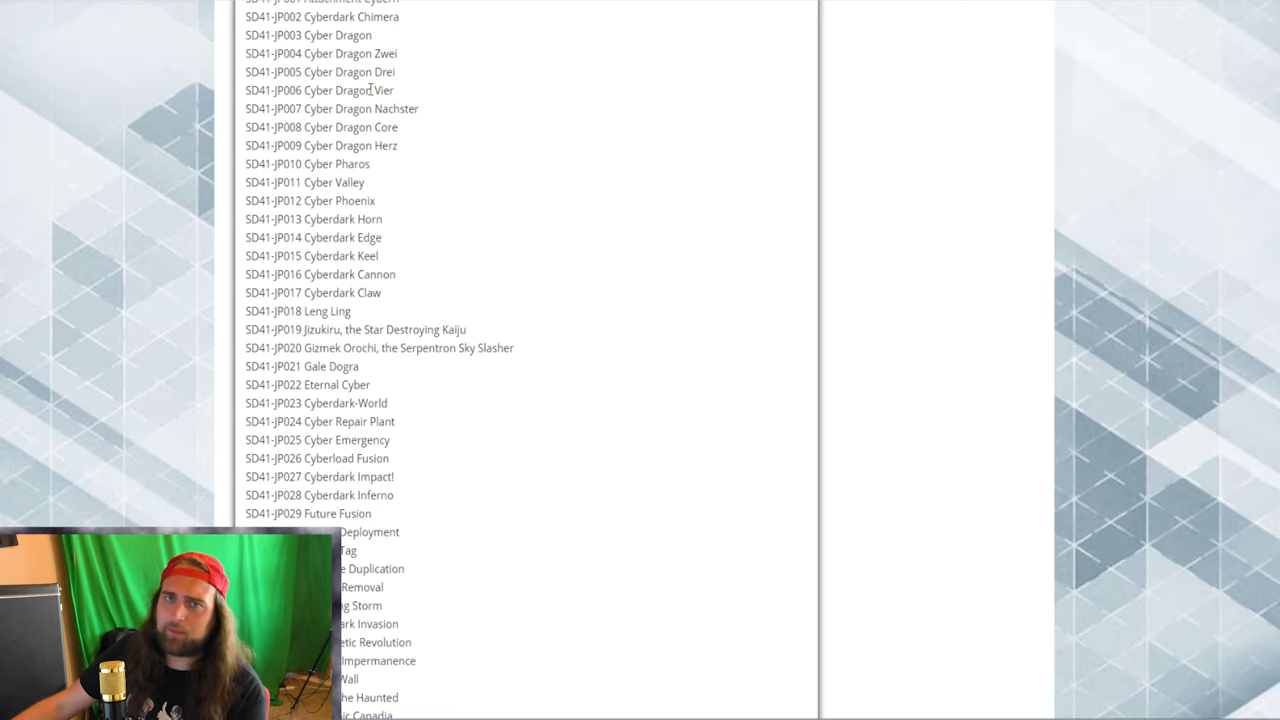 SD41-JP002 Cyberdark Chimera
SD41-JP003 Cyber Dragon
SD41-JP004 Cyber Dragon Zwei
SD41-JP005 Cyber Dragon Drei
SD41-JP006 Cyber Dragon Vier
SD41-JP007 Cyber Dragon Nachster
SD41-JP008 Cyber Dragon Core
SD41-JP009 Cyber Dragon Herz
SD41-JP010 Cyber Pharos
SD41-JP011 Cyber Valley
SD41-JP012 Cyber Phoenix
SD41-JP013 Cyberdark Horn
SD41-JP014 Cyberdark Edge
SD41-JP015 Cyberdark Keel
SD41-JP016 Cyberdark Cannon
SD41-JP017 Cyberdark Claw
SD41-JP018 Leng Ling
SD41-JP019 Jizukiru, the Star Destroying Kaiju
SD41-JP020 Gizmek Orochi, the Serpentron Sky Slasher
SD41-JP021 Gale Dogra
SD41-JP022 Eternal Cyber
SD41-JP023 Cyberdark-World
SD41-JP024 Cyber Repair Plant
SD41-JP025 Cyber Emergency
SD41-JP026 Cyberload Fusion
SD41-JP027 Cyberdark Impact!
SD41-JP028 Cyberdark Inferno
SD41-JP029 Future Fusion
Deployment
Tag
e Duplication
Removal
ng Storm
ark Invasion
etic Revolution
Impermanence
Wall
he Haunted
ic Canadia